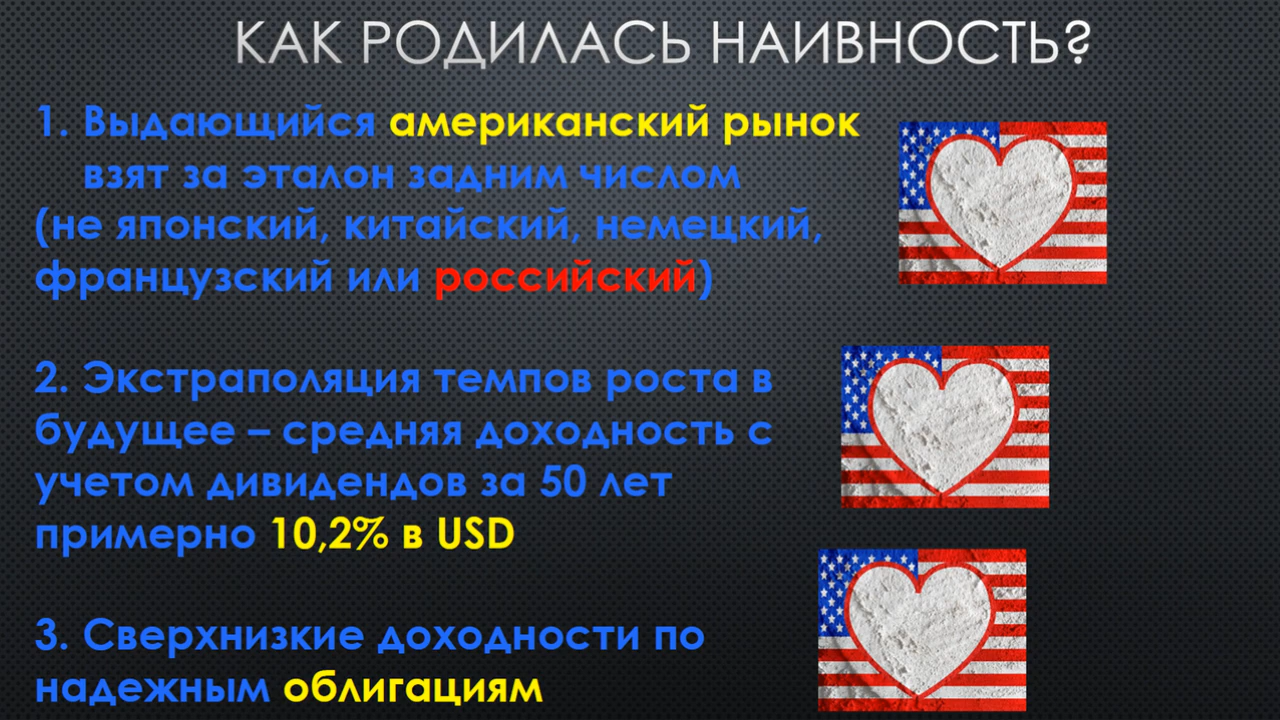 КАК РОДИЛАСЬ НАИВНОСТЬ?
1. Выдающийся американский рынок
взят за эталон задним числом
(не японский, китайский, немецкий,
французский или российский)
2. Экстраполяция темпов роста в
будущее – средняя доходность с
учетом дивидендов за 50 лет
примерно 10,2% в USD
3. Сверхнизкие доходности по
надежным облигациям